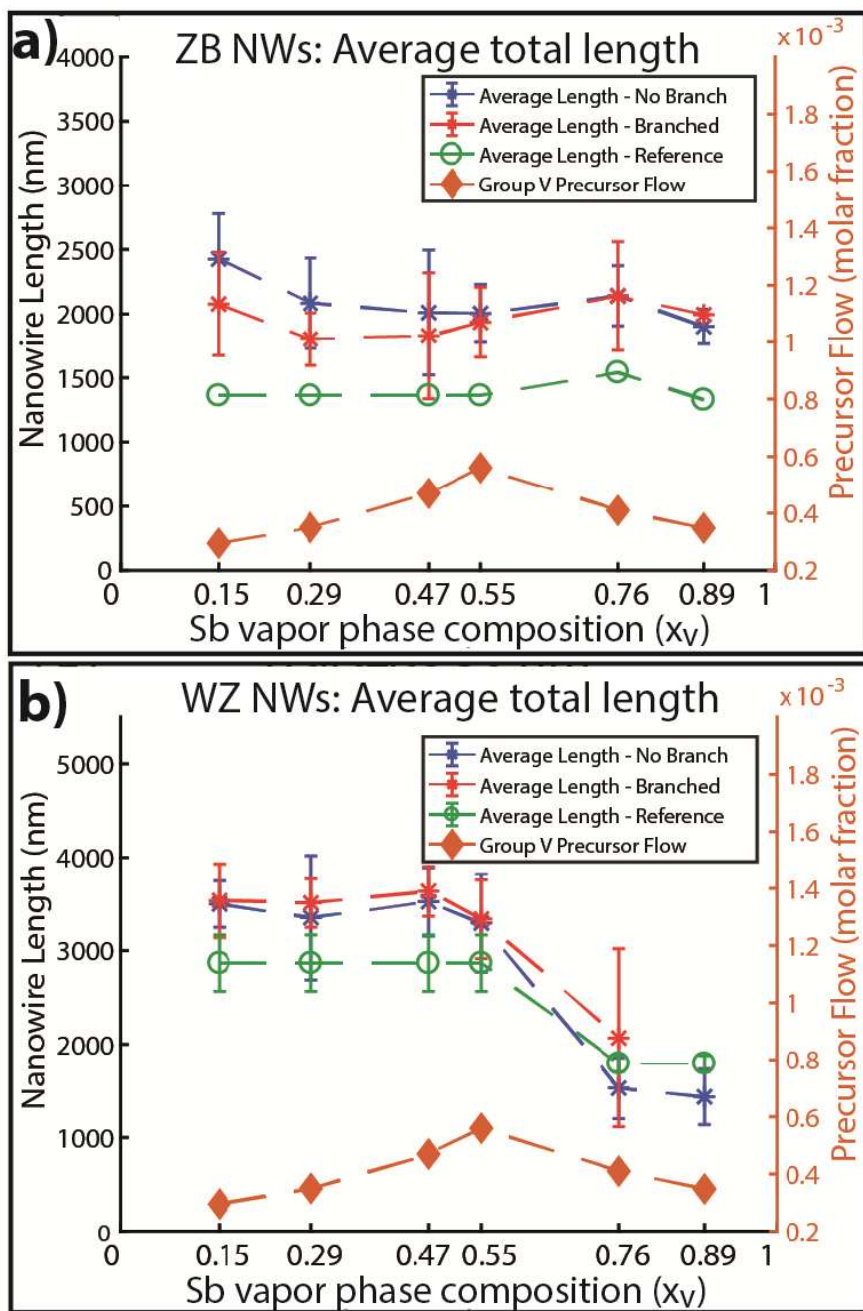 a)
ZB NWs: Average total length
x10⁻³
4000
3500
3000
2500
2000
1500
1000
500
0
Nanowire Length (nm)
Average Length - No Branch
Average Length - Branched
Average Length - Reference
Group V Precursor Flow
1.8
1.6
1.4
1.2
1
0.8
0.6
0.4
0.2
Precursor Flow (molar fraction)
0 0.15 0.29 0.47 0.55 0.76 0.89 1
Sb vapor phase composition (xV)
b)
WZ NWs: Average total length
x10⁻³
5000
4000
3000
2000
1000
0
Nanowire Length (nm)
Average Length - No Branch
Average Length - Branched
Average Length - Reference
Group V Precursor Flow
1.8
1.6
1.4
1.2
1
0.8
0.6
0.4
0.2
Precursor Flow (molar fraction)
0 0.15 0.29 0.47 0.55 0.76 0.89 1
Sb vapor phase composition (xV)